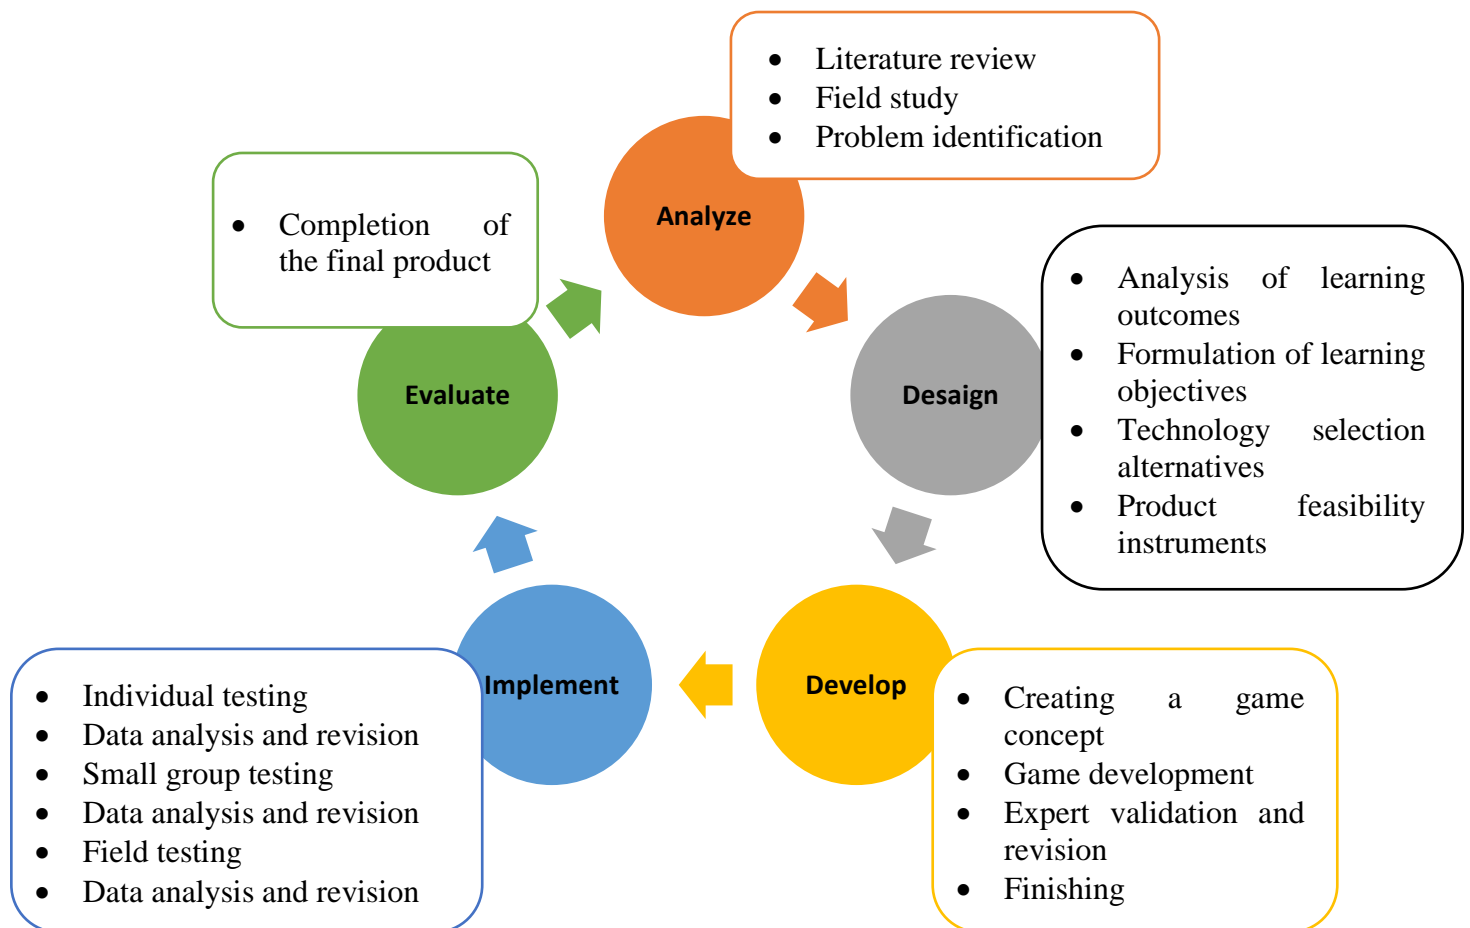 Analyze
• Literature review
• Field study
• Problem identification
Desaign
• Analysis of learning
outcomes
• Formulation of learning
objectives
• Technology selection
alternatives
• Product feasibility
instruments
Develop
• Creating a game
concept
• Game development
• Expert validation and
revision
• Finishing
Implement
• Individual testing
• Data analysis and revision
• Small group testing
• Data analysis and revision
• Field testing
• Data analysis and revision
Evaluate
• Completion of
the final product